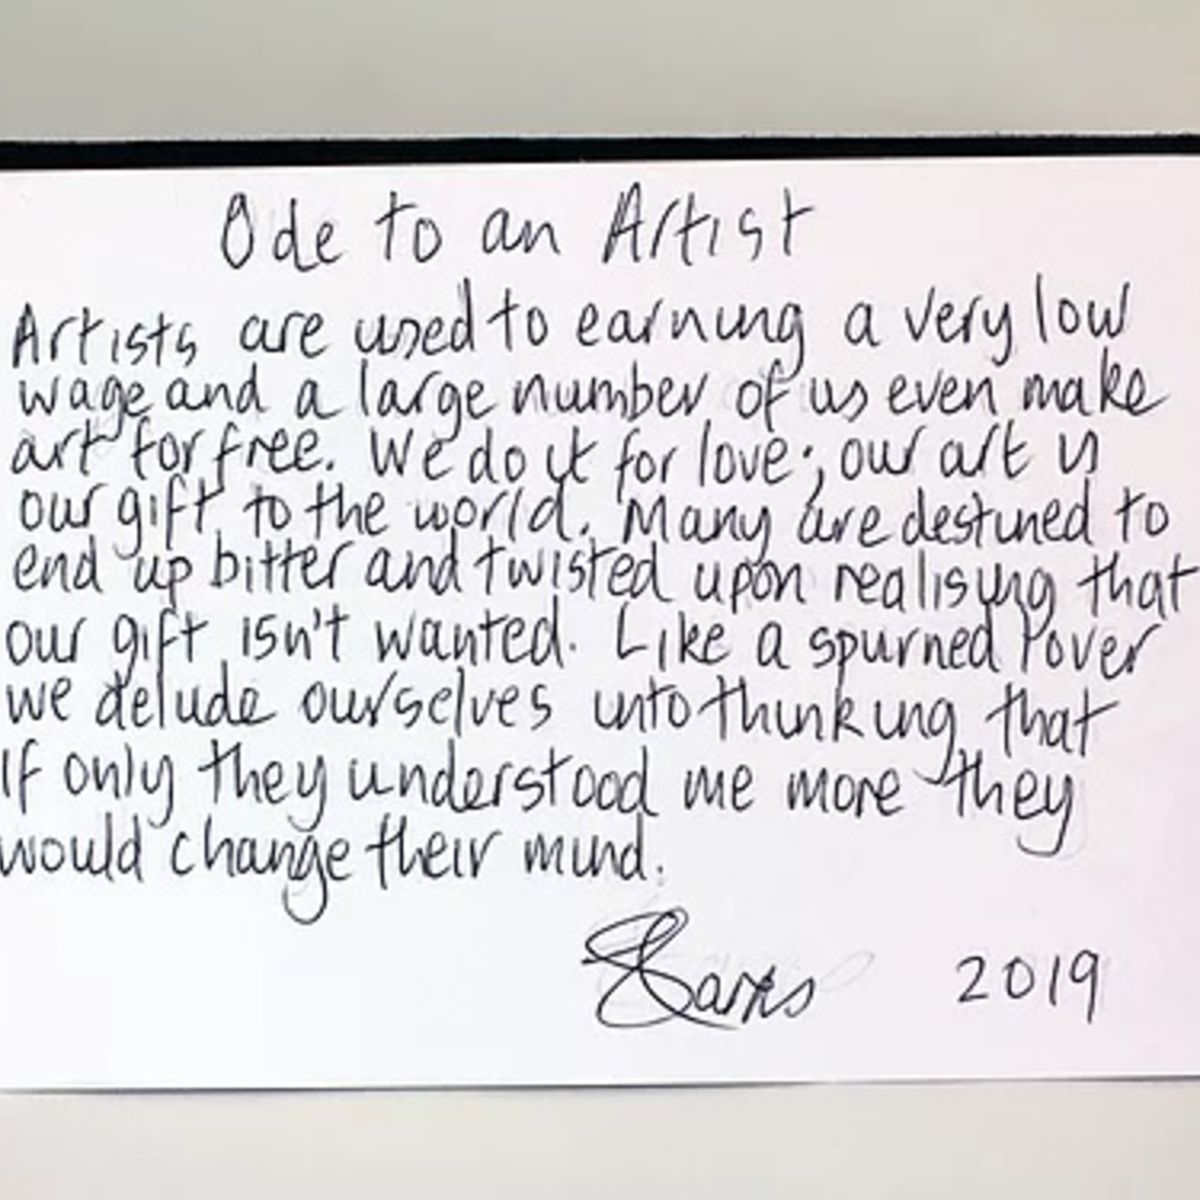 Ode to an Artist
Artists are used to earning a very low
wage and a large number of us even make
art for free. We do it for love; our art is
our gift to the world. Many are destined to
end up bitter and twisted upon realising that
our gift isn't wanted. Like a spurned lover
we delude ourselves into thinking that
if only they understood me more they
would change their mind.
2019